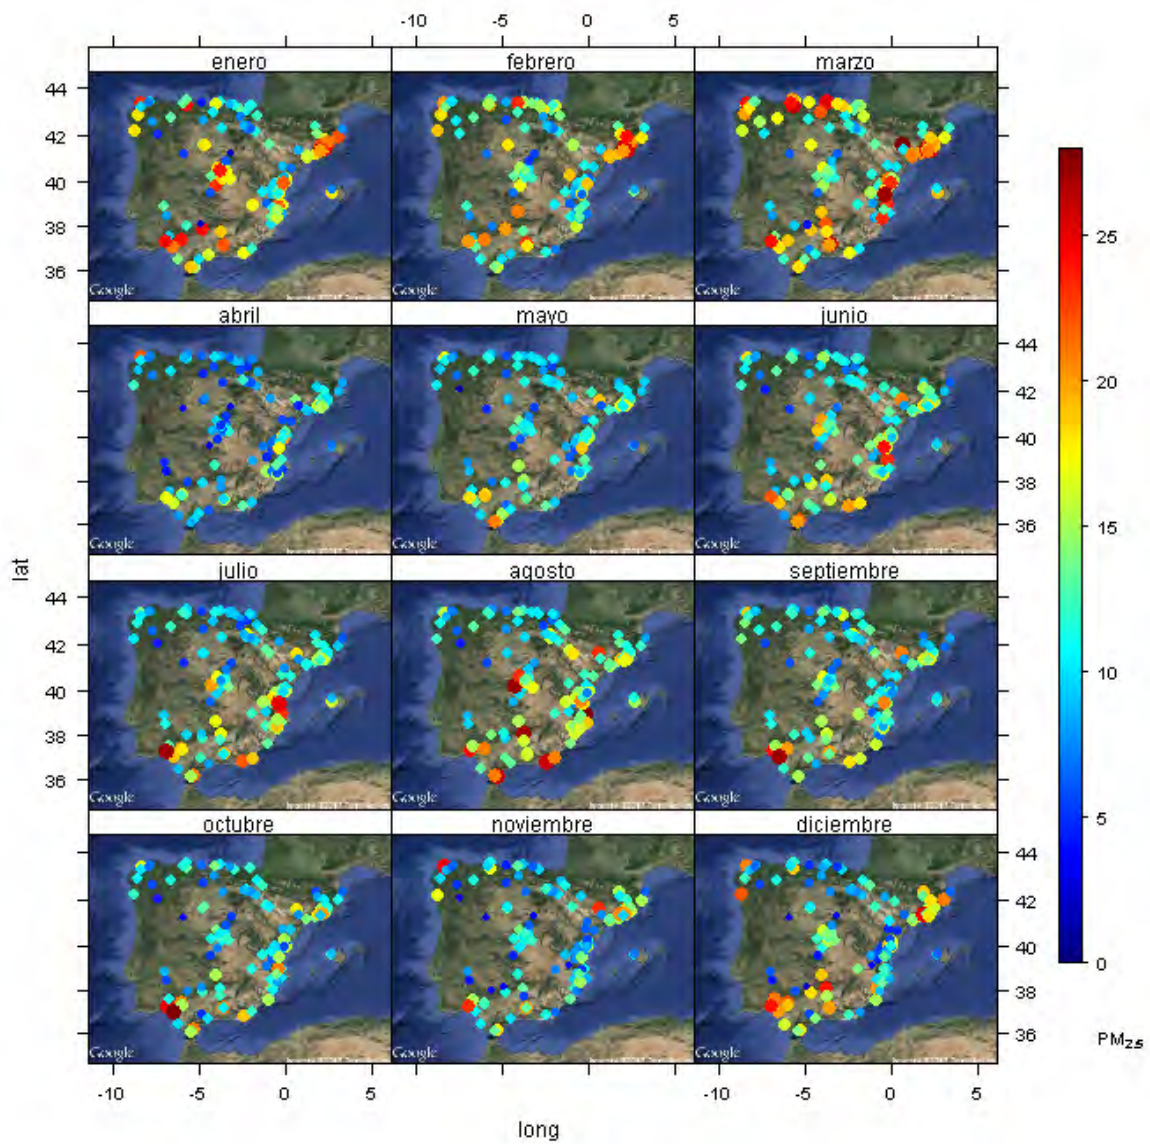 -10 -5 0 5
enero febrero marzo
44
42
40
38
36
Google Google Google
abril mayo junio
44
42
40
38
36
Google Google Google
julio agosto septiembre
44
42
40
38
36
Google Google Google
octubre noviembre diciembre
44
42
40
38
36
Google Google Google
-10 -5 0 5 -10 -5 0 5
lat
long
25
20
15
10
5
0
PM2.5